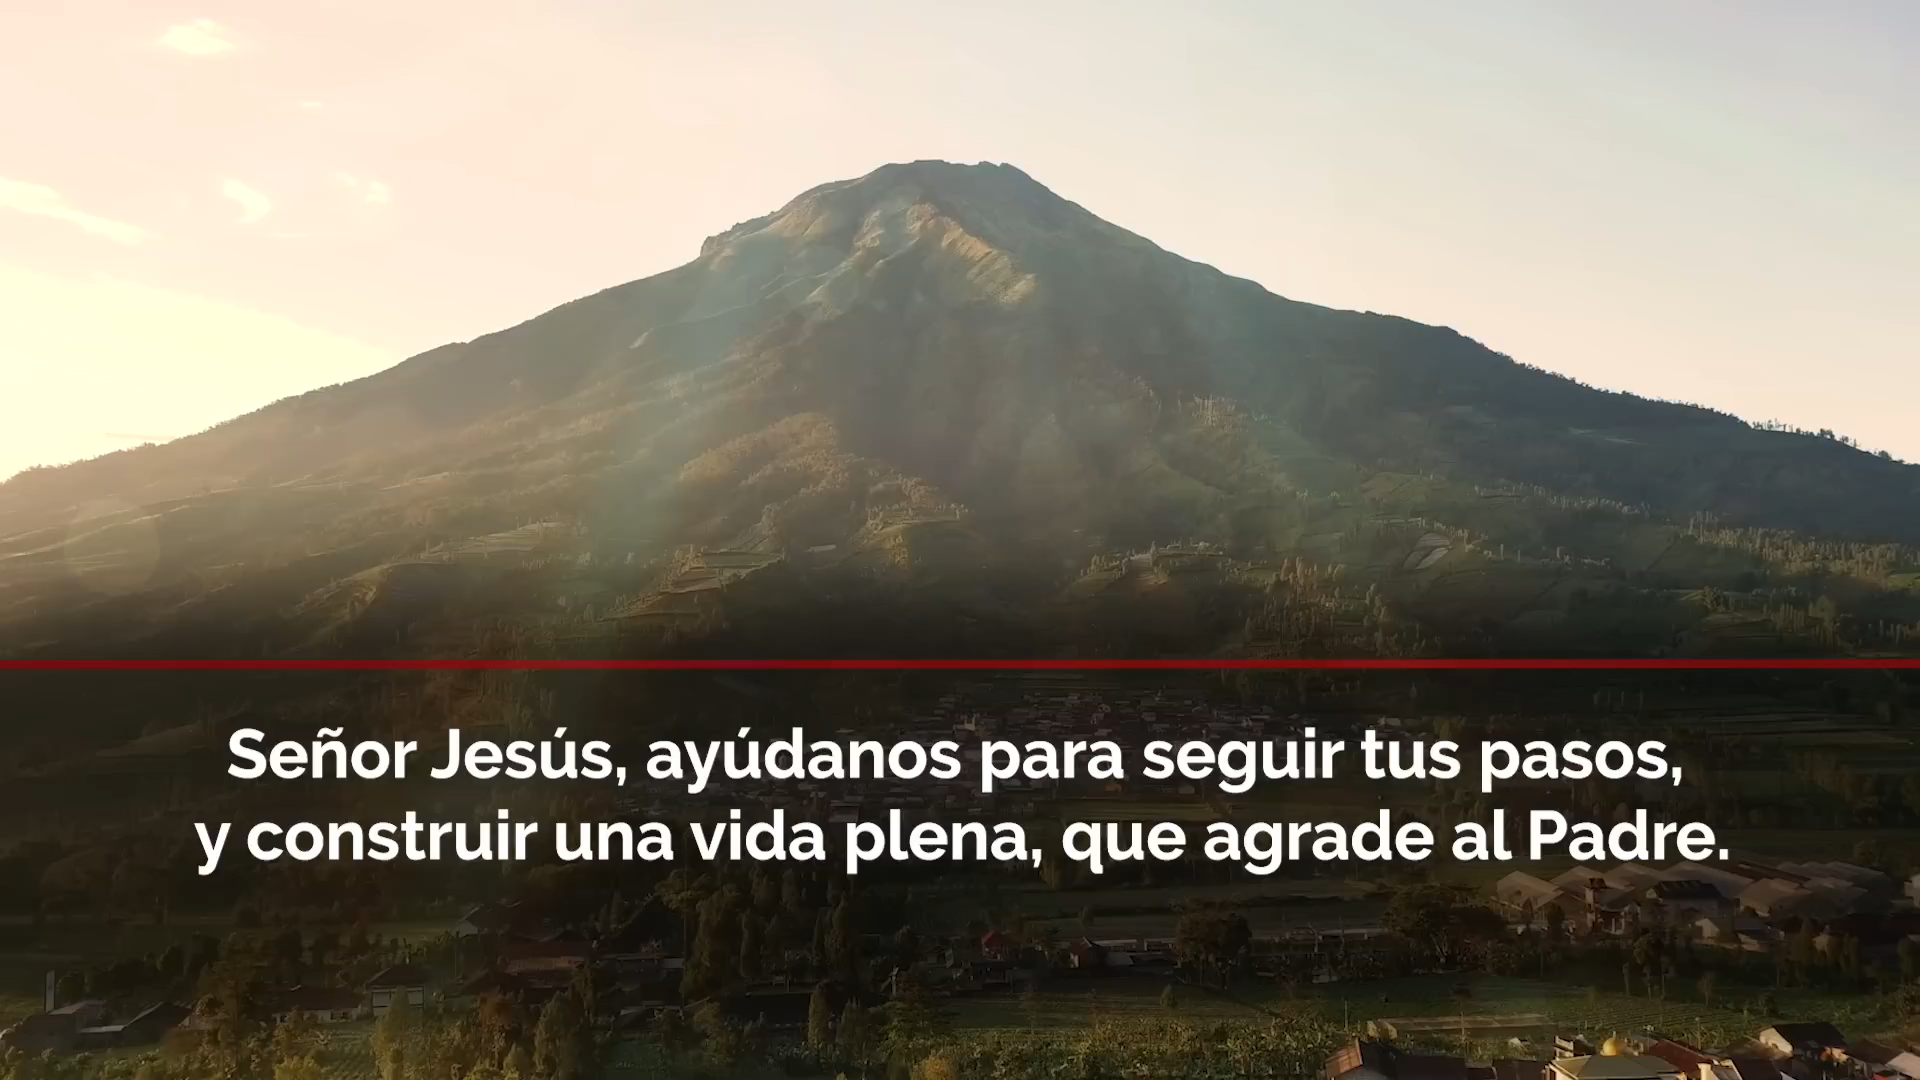 Señor Jesús, ayúdanos para seguir tus pasos,
y construir una vida plena, que agrade al Padre.